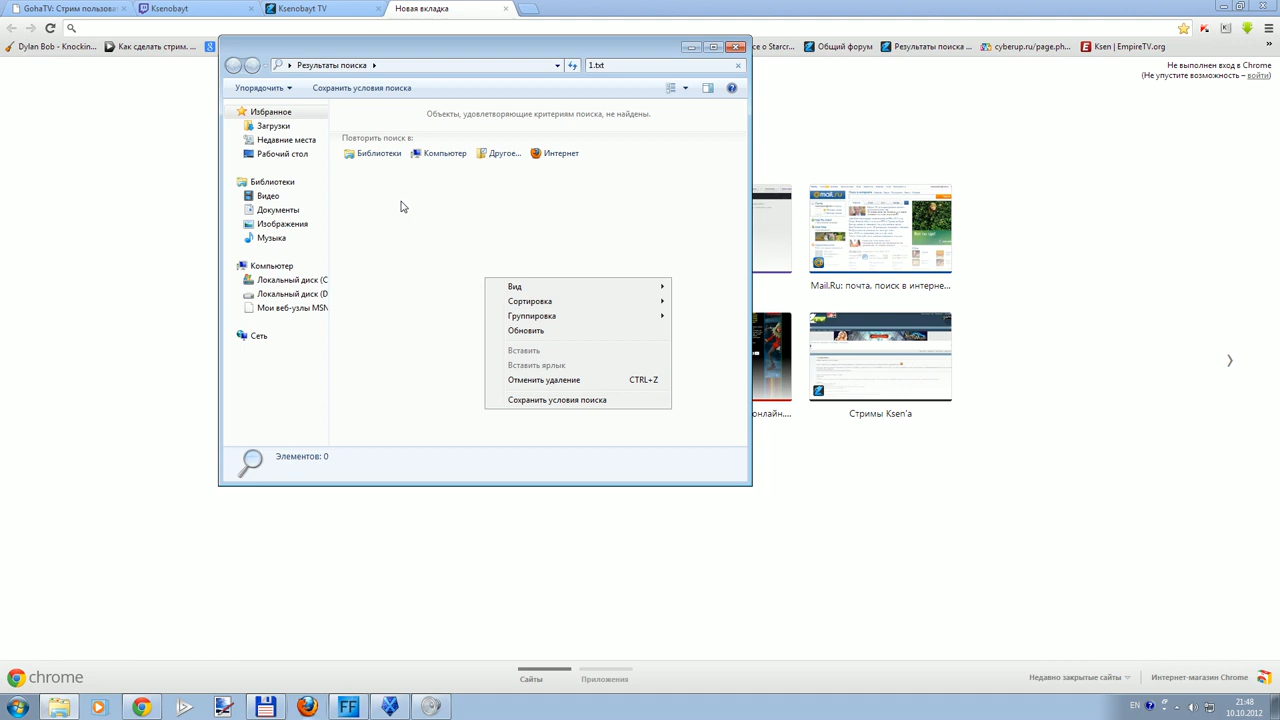 GohaTV: Стрим пользоват
Ksenobayt
Ksenobayt TV
Новая вкладка
Dylan Bob - Knockin...
Как сделать стрим...
се о Starcr...
Общий форум
Результаты поиска ...
cyberup.ru/page.ph...
Ksen | EmpireTV.org
Не выполнен вход в Chrome
(Не упустите возможность – войти)
Результаты поиска
1.txt
Упорядочить
Сохранить условия поиска
Объекты, удовлетворяющие критериям поиска, не найдены.
Повторить поиск в:
Библиотеки
Компьютер
Другое...
Интернет
Избранное
Загрузки
Недавние места
Рабочий стол
Библиотеки
Видео
Документы
Изображения
Музыка
Компьютер
Локальный диск (C
Локальный диск (D
Мои веб-узлы MSN
Сеть
Вид
Сортировка
Группировка
Обновить
Вставить
Вставить ярлык
Отменить удаление CTRL+Z
Сохранить условия поиска
Элементов: 0
@mail.ru
Mail.Ru: почта, поиск в интерне...
онлайн....
Стримы Ksen'a
chrome
Сайты
Приложения
Недавно закрытые сайты
Интернет-магазин Chrome
FF
EN
21:48
10.10.2012